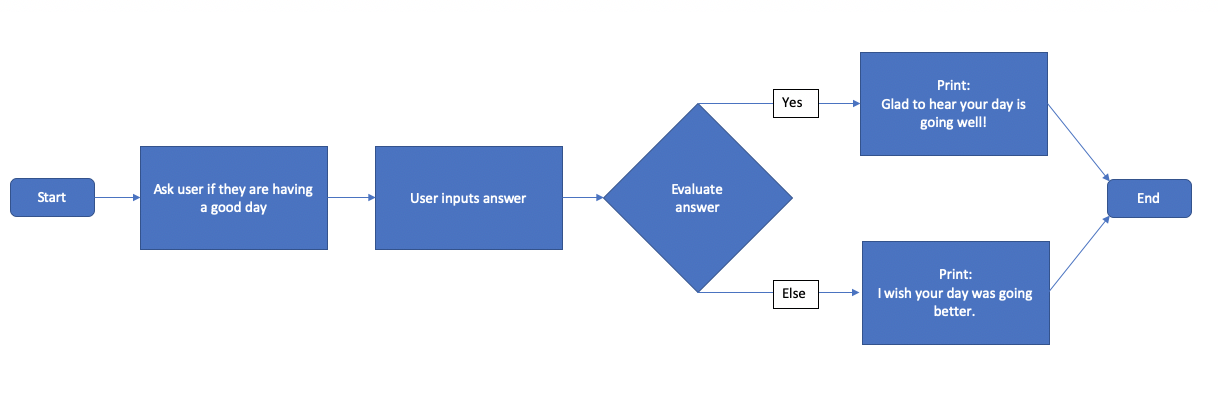 Start
Ask user if they are having
a good day
User inputs answer
Evaluate
answer
Yes
Print:
Glad to hear your day is
going well!
Else
Print:
I wish your day was going
better.
End